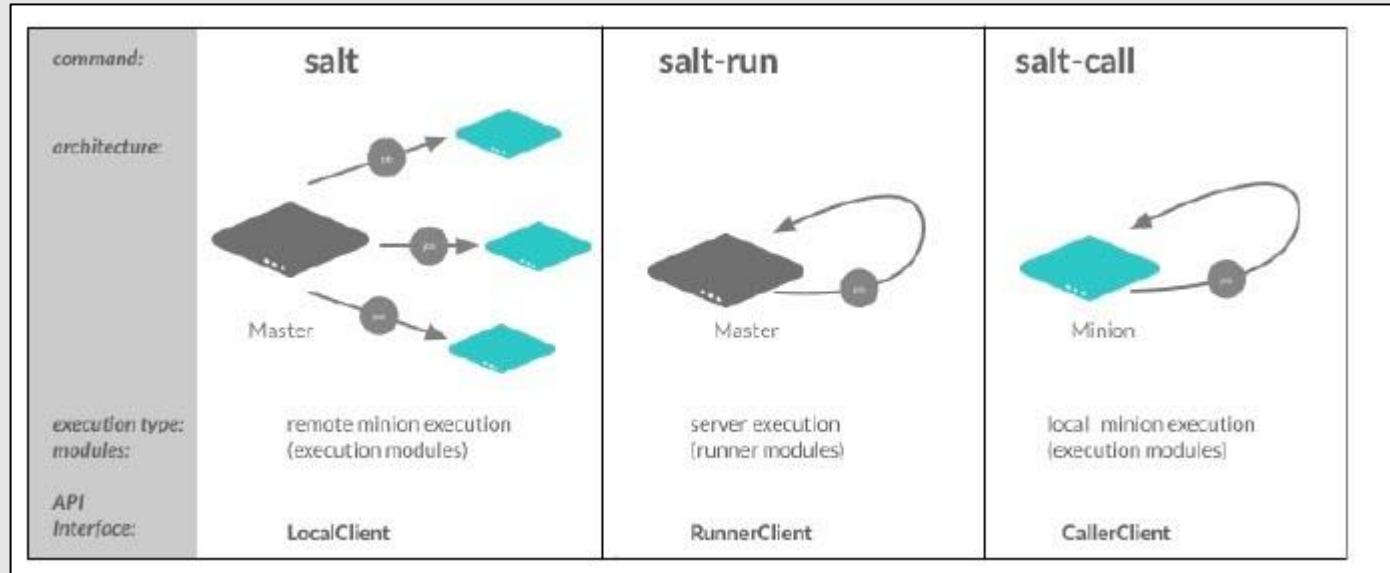 command:
salt
salt-run
salt-call
architecture:
job
Master
Master
Minion
execution type:
remote minion execution
server execution
local minion execution
modules:
(execution modules)
(runner modules)
(execution modules)
API
Interface:
LocalClient
RunnerClient
CallerClient